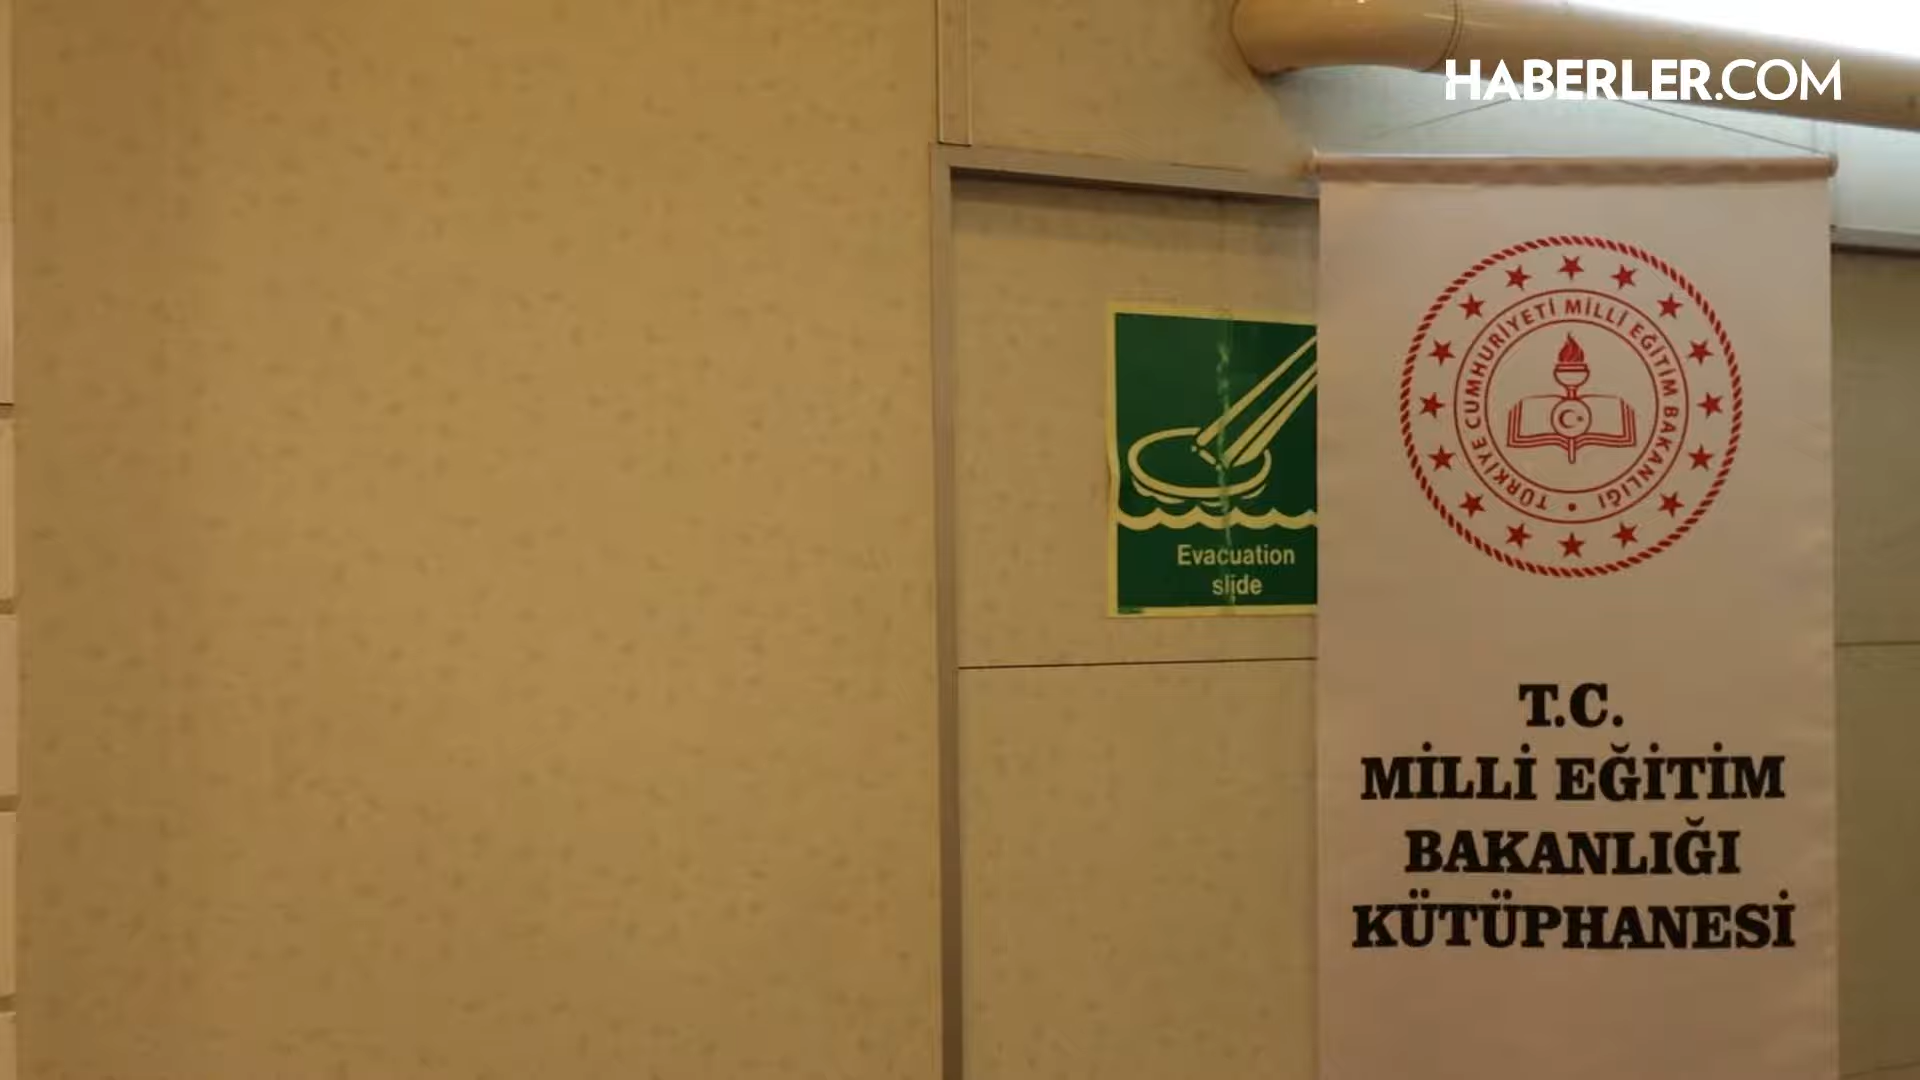 HABERLER.COM
TÜRKİYE CUMHURİYETİ MİLLİ EĞİTİM BAKANLIĞI
Evacuation
slide
T.C.
MİLLİ EĞİTİM
BAKANLIĞI
KÜTÜPHANESİ